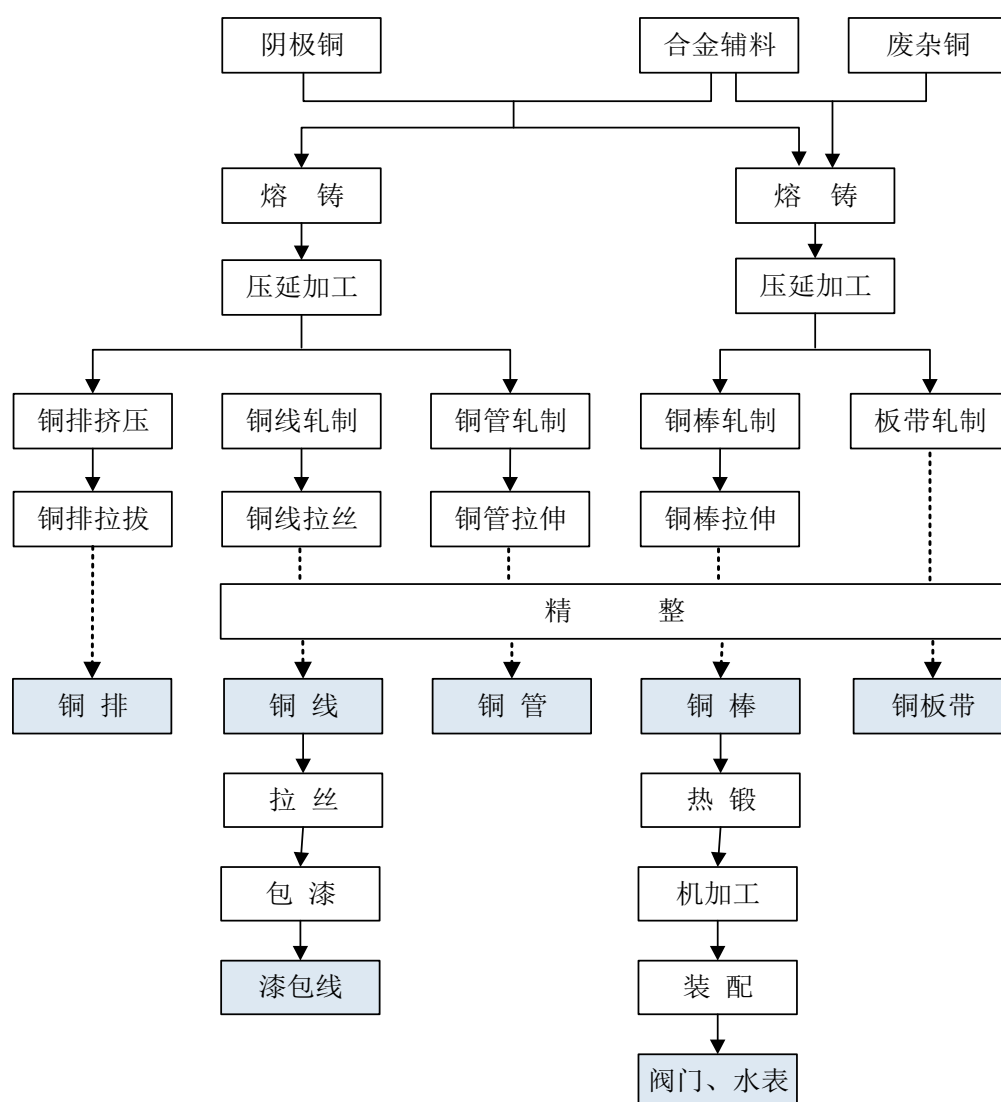 阴极铜
合金辅料
废杂铜
熔 铸
熔 铸
压延加工
压延加工
铜排挤压
铜线轧制
铜管轧制
铜棒轧制
板带轧制
铜排拉拔
铜线拉丝
铜管拉伸
铜棒拉伸
精 整
铜 排
铜 线
铜 管
铜 棒
铜板带
拉 丝
热 锻
包 漆
机加工
漆包线
装 配
阀门、水表